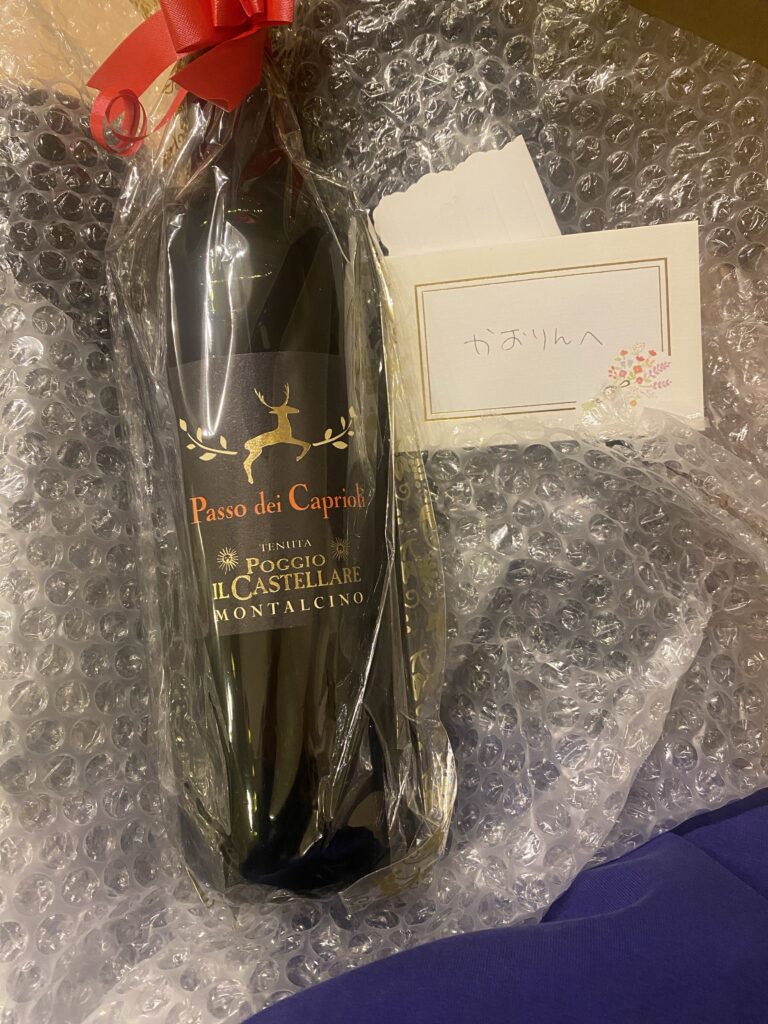 Passo dei Caprioli
TENUTA
POGGIO
IL CASTELLARE
MONTALCINO
かおりんへ